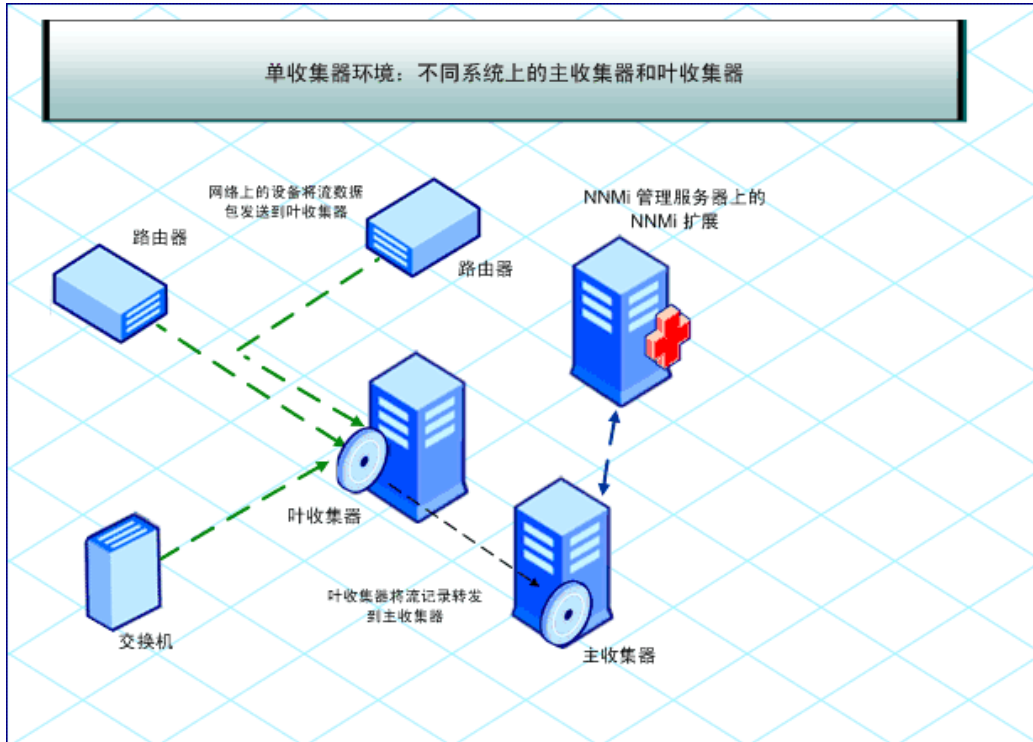 单收集器环境：不同系统上的主收集器和叶收集器
网络上的设备将流数据
包发送到叶收集器
NNMi 管理服务器上的
NNMi 扩展
路由器
路由器
叶收集器
叶收集器将流记录转发
到主收集器
交换机
主收集器